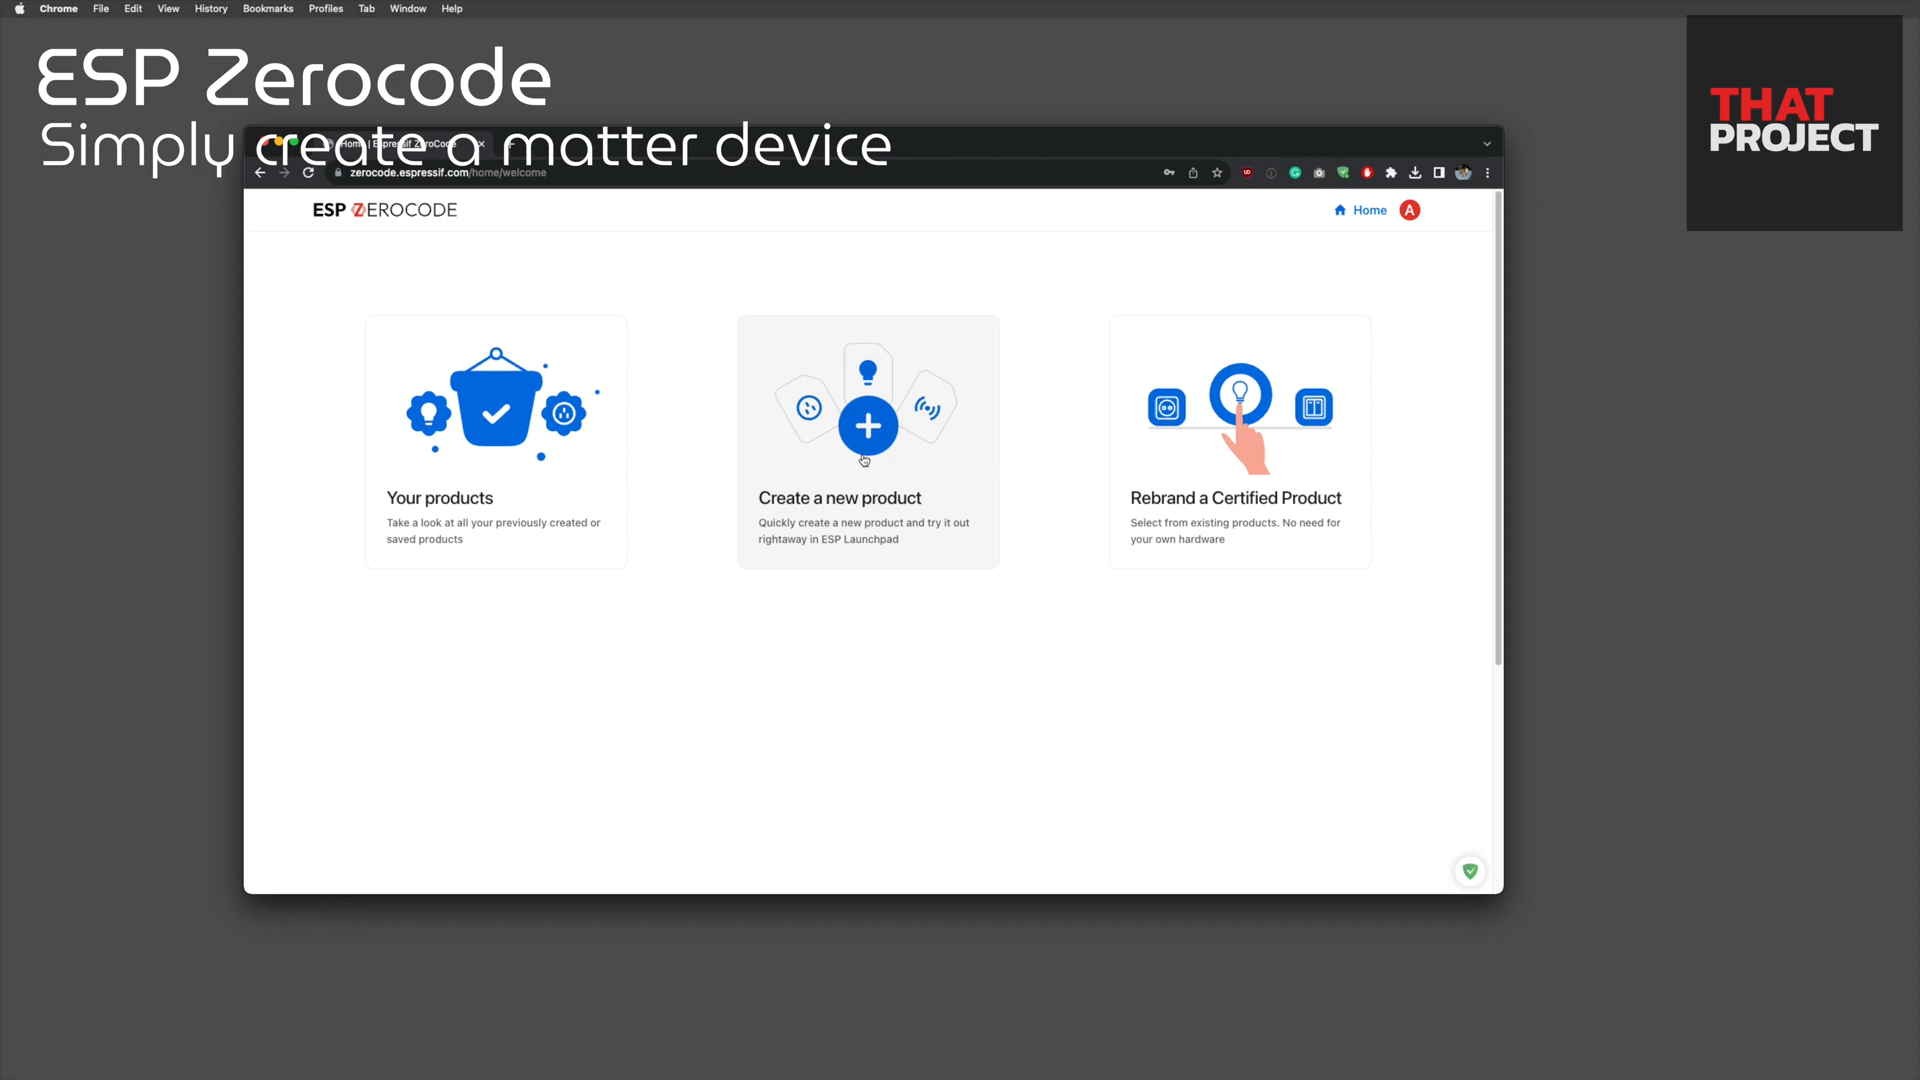 Chrome File Edit View History Bookmarks Profiles Tab Window Help
ESP Zerocode
Simply create a matter device
THAT
PROJECT
Home | Espressif ZeroCode
zerocode.espressif.com/home/welcome
ESP ZEROCODE
Home A
Your products
Take a look at all your previously created or
saved products
Create a new product
Quickly create a new product and try it out
rightaway in ESP Launchpad
Rebrand a Certified Product
Select from existing products. No need for
your own hardware